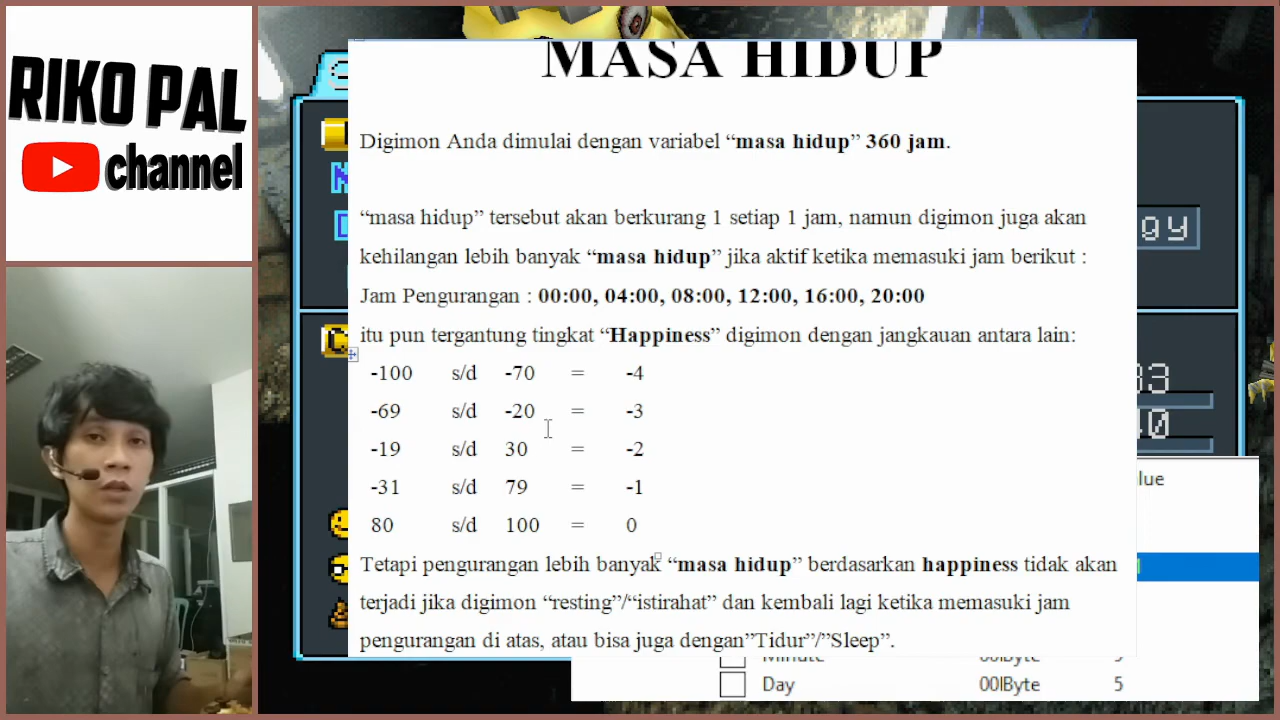 RIKO PAL
channel
MASA HIDUP
Digimon Anda dimulai dengan variabel “masa hidup” 360 jam.
“masa hidup” tersebut akan berkurang 1 setiap 1 jam, namun digimon juga akan
kehilangan lebih banyak “masa hidup” jika aktif ketika memasuki jam berikut :
Jam Pengurangan : 00:00, 04:00, 08:00, 12:00, 16:00, 20:00
itu pun tergantung tingkat “Happiness” digimon dengan jangkauan antara lain:
-100 s/d -70 = -4
-69 s/d -20 = -3
-19 s/d 30 = -2
-31 s/d 79 = -1
80 s/d 100 = 0
Tetapi pengurangan lebih banyak “masa hidup” berdasarkan happiness tidak akan
terjadi jika digimon “resting”/“istirahat” dan kembali lagi ketika memasuki jam
pengurangan di atas, atau bisa juga dengan”Tidur”/”Sleep”.
gy
lue
Minute
Day 00IByte 5